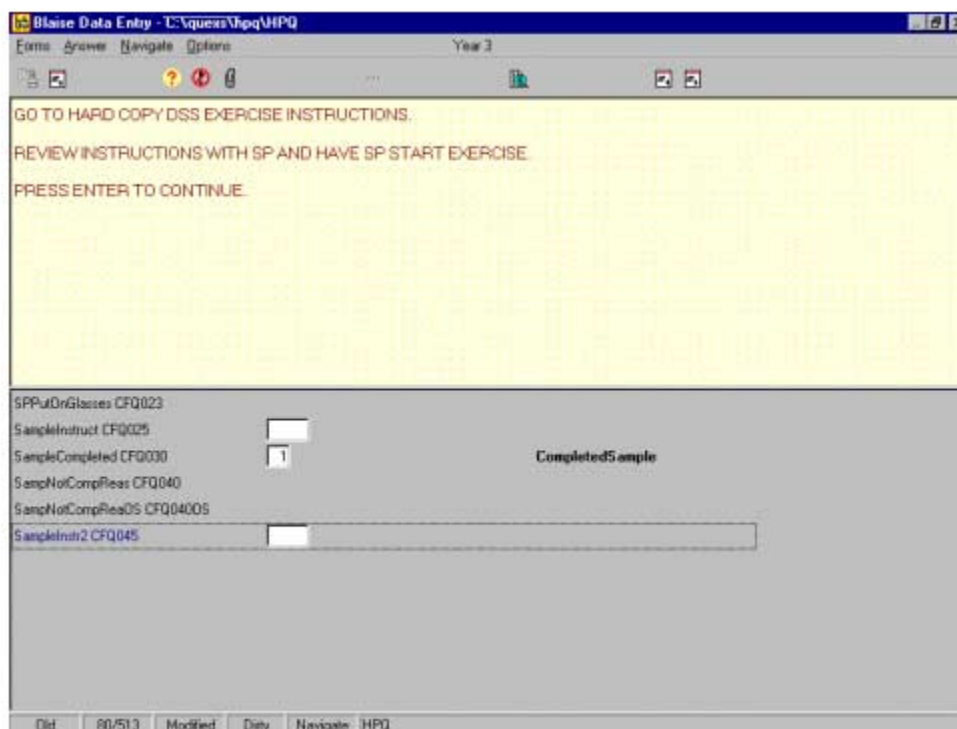 Blaise Data Entry - C:\quexs\hpq\HPQ
Forms Answer Navigate Options Year 3
GO TO HARD COPY DSS EXERCISE INSTRUCTIONS.
REVIEW INSTRUCTIONS WITH SP AND HAVE SP START EXERCISE.
PRESS ENTER TO CONTINUE.
SPPutOnGlasses CFQ023
SampleInstruct CFQ025
SampleCompleted CFQ030 1 CompletedSample
SampNotCompReas CFQ040
SampNotCompReaOS CFQ040OS
SampleInstr2 CFQ045
Old 80/513 Modified Dirty Navigate HPQ